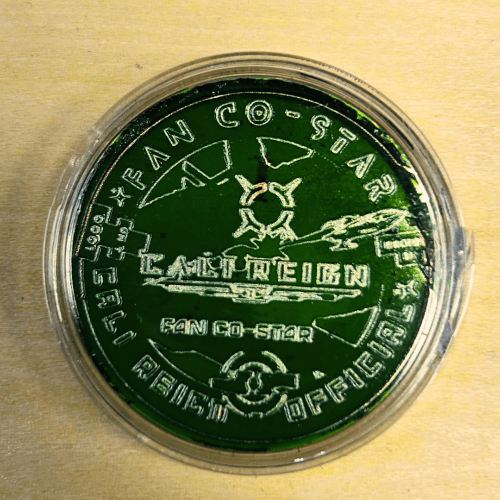 FAN CO-STAR
CALI REIGN
FAN CO-STAR
CALI REIGN OFFICIAL